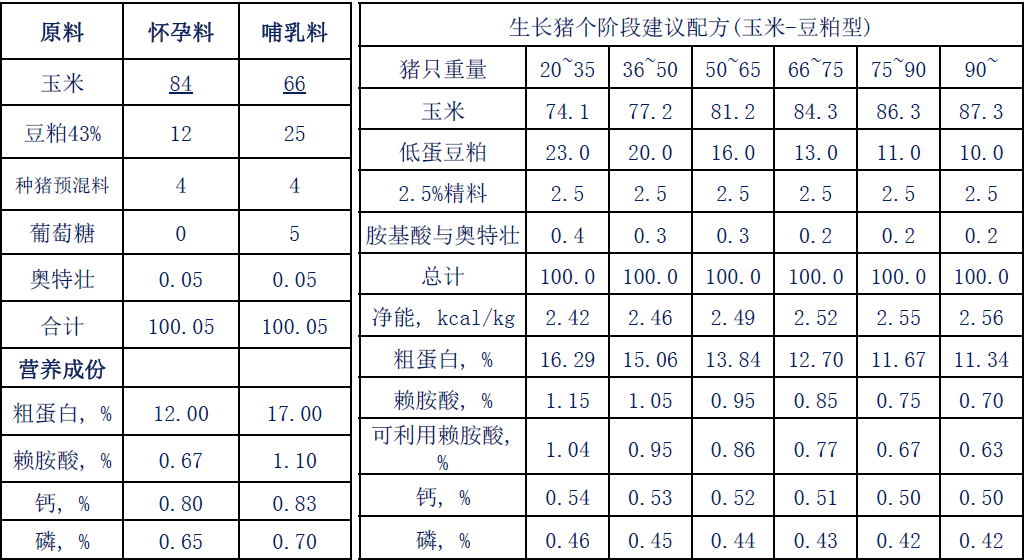 原料 怀孕料 哺乳料
玉米 84 66
豆粕43% 12 25
种猪预混料 4 4
葡萄糖 0 5
奥特壮 0.05 0.05
合计 100.05 100.05
营养成份
粗蛋白, % 12.00 17.00
赖胺酸, % 0.67 1.10
钙, % 0.80 0.83
磷, % 0.65 0.70
生长猪个阶段建议配方(玉米-豆粕型)
猪只重量 20~35 36~50 50~65 66~75 75~90 90~
玉米 74.1 77.2 81.2 84.3 86.3 87.3
低蛋豆粕 23.0 20.0 16.0 13.0 11.0 10.0
2.5%精料 2.5 2.5 2.5 2.5 2.5 2.5
胺基酸与奥特壮 0.4 0.3 0.3 0.2 0.2 0.2
总计 100.0 100.0 100.0 100.0 100.0 100.0
净能, kcal/kg 2.42 2.46 2.49 2.52 2.55 2.56
粗蛋白, % 16.29 15.06 13.84 12.70 11.67 11.34
赖胺酸, % 1.15 1.05 0.95 0.85 0.75 0.70
可利用赖胺酸,
% 1.04 0.95 0.86 0.77 0.67 0.63
钙, % 0.54 0.53 0.52 0.51 0.50 0.50
磷, % 0.46 0.45 0.44 0.43 0.42 0.42